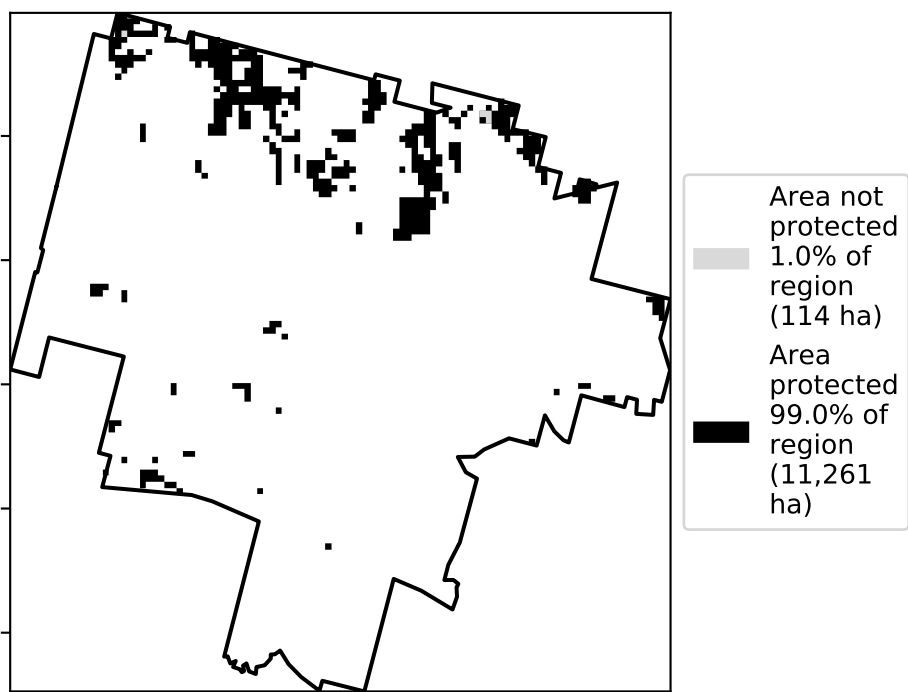 Area not
protected
1.0% of
region
(114 ha)
Area
protected
99.0% of
region
(11,261
ha)